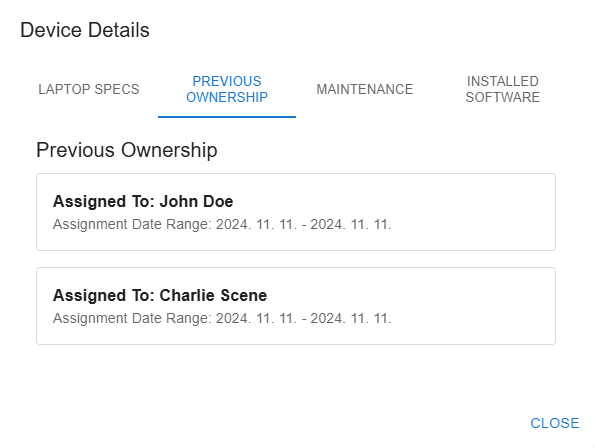 Device Details
LAPTOP SPECS
PREVIOUS
OWNERSHIP
MAINTENANCE
INSTALLED
SOFTWARE
Previous Ownership
Assigned To: John Doe
Assignment Date Range: 2024. 11. 11. - 2024. 11. 11.
Assigned To: Charlie Scene
Assignment Date Range: 2024. 11. 11. - 2024. 11. 11.
CLOSE